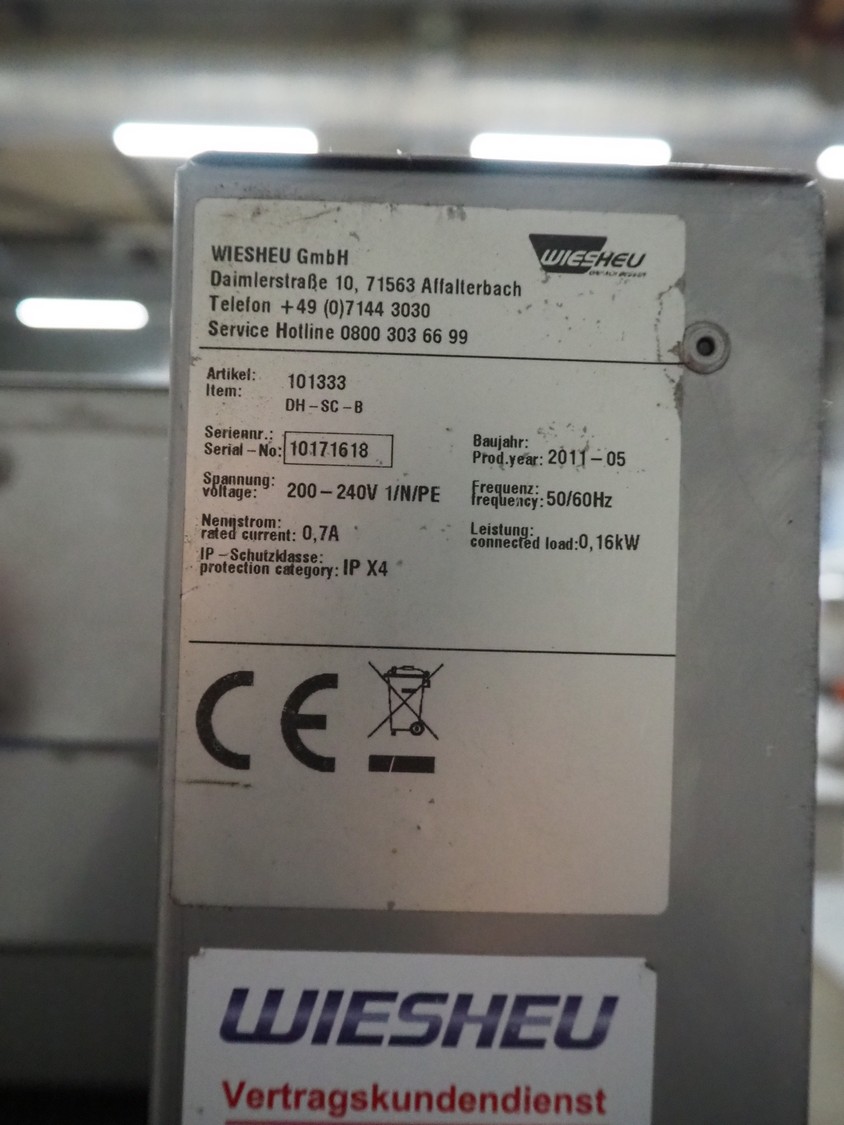 WIESHEU GmbH
Daimlerstraße 10, 71563 Affalterbach
Telefon +49 (0)7144 3030
Service Hotline 0800 303 66 99
WIESHEU
Artikel:
Item: 101333
DH-SC-B
Seriennr.:
Serial-No: 10171618
Baujahr:
Prod.year: 2011-05
Spannung:
voltage: 200-240V 1/N/PE
Frequenz:
frequency: 50/60Hz
Nennstrom:
rated current: 0,7A
Leistung:
connected load: 0,16kW
IP-Schutzklasse:
protection category: IP X4
CE
WIESHEU
Vertragskundendienst